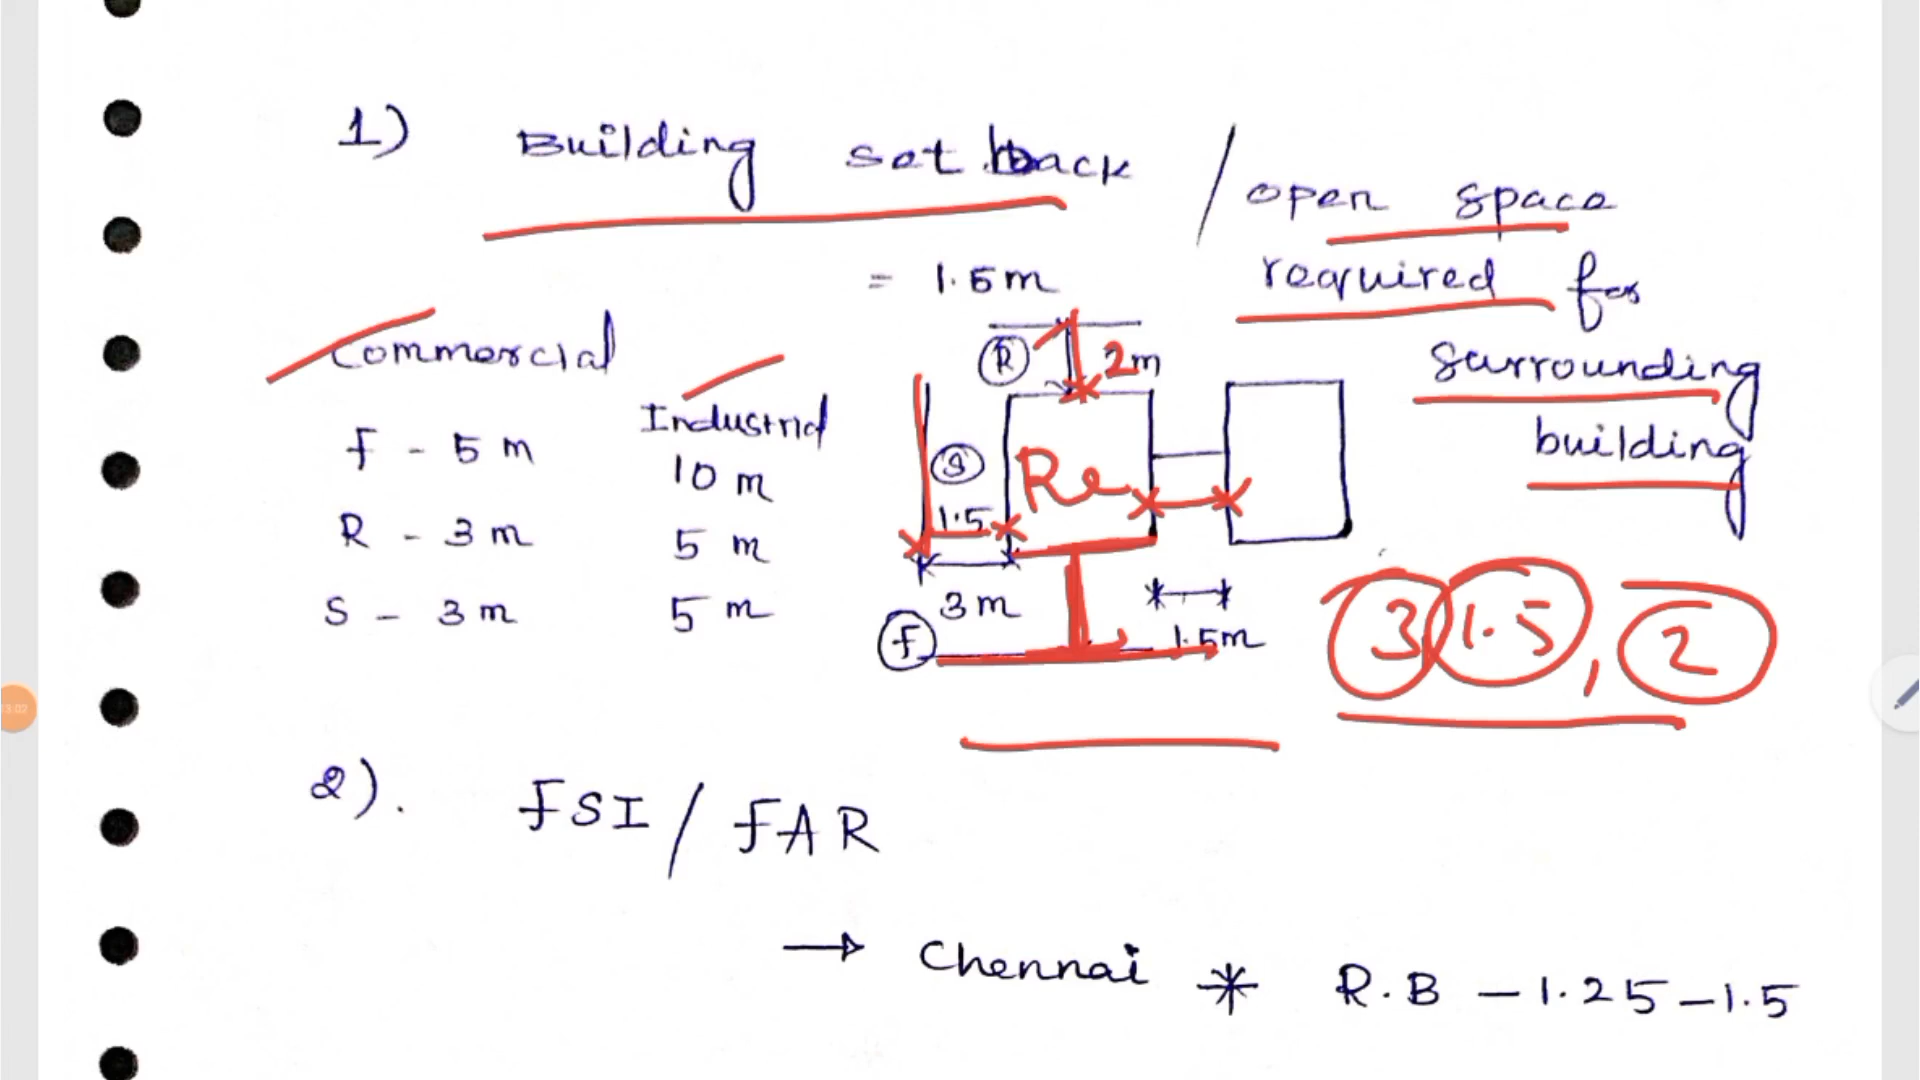 1) Building set back / open space
= 1.5m required for
surrounding
building
Commercial
F - 5 m
R - 3 m
S - 3 m
Industrial
10 m
5 m
5 m
R 2m
S Re
1.5
3m
F 1.5m
3 1.5, 2
2). FSI / FAR
→ Chennai * R.B - 1.25 - 1.5
13:02